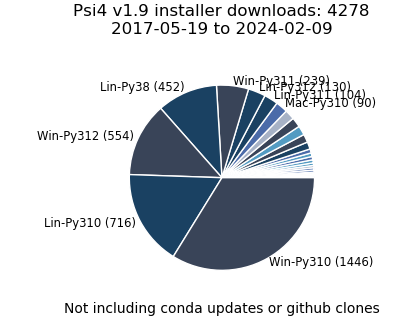 Psi4 v1.9 installer downloads: 4278
2017-05-19 to 2024-02-09
Win-Py311 (239)
Lin-Py312 (130)
Lin-Py38 (452)
Lin-Py311 (104)
Mac-Py310 (90)
Win-Py312 (554)
Lin-Py310 (716)
Win-Py310 (1446)
Not including conda updates or github clones